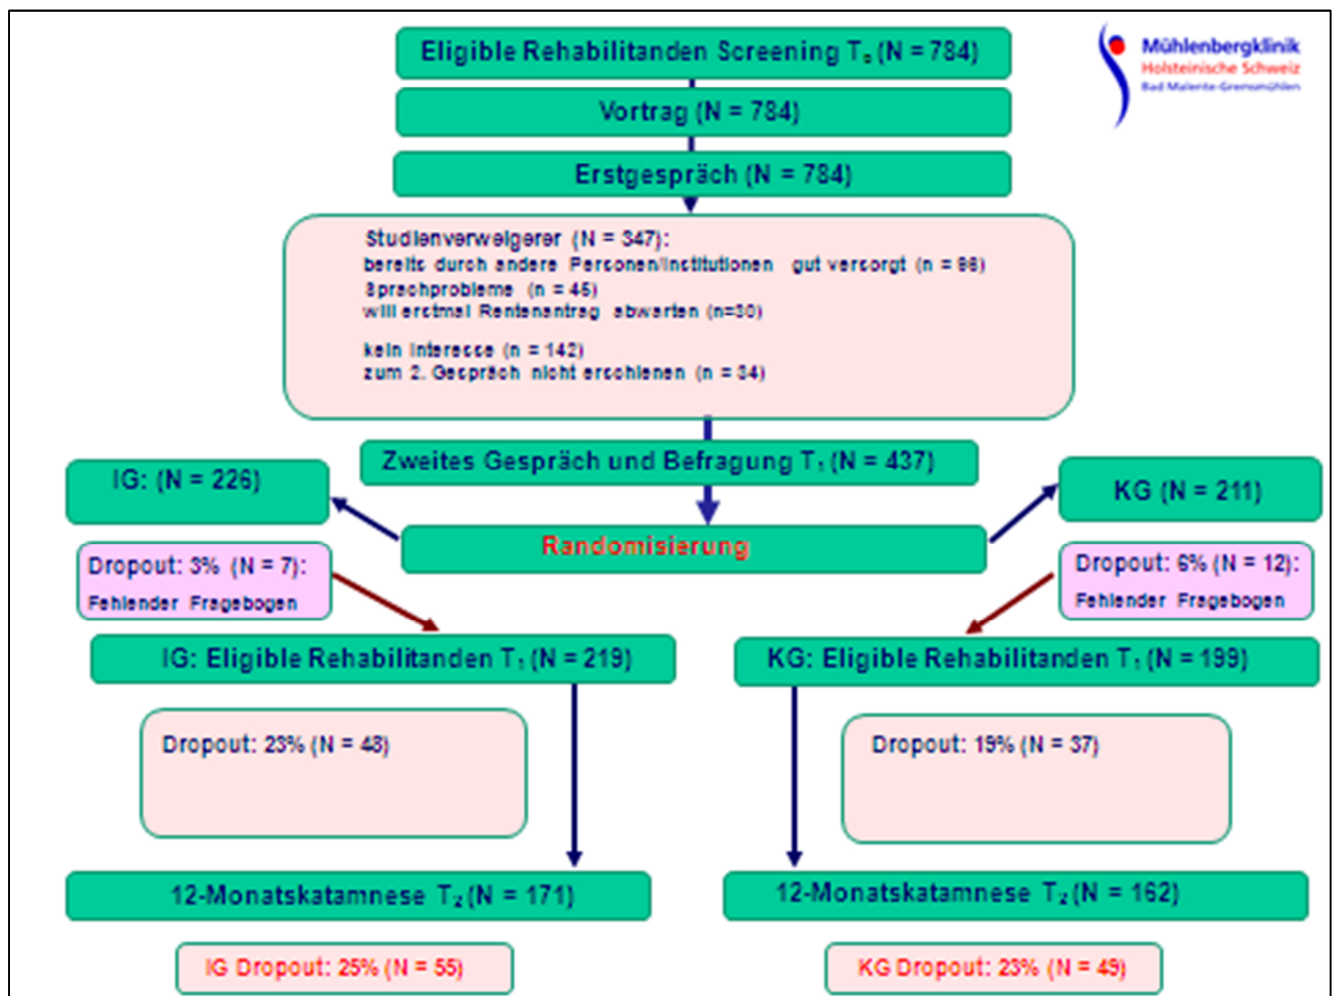 Eligible Rehabilitanden Screening T₀ (N = 784)
Mühlenbergklinik
Holsteinische Schweiz
Bad Malente-Gremsmühlen
Vortrag (N = 784)
Erstgespräch (N = 784)
Studienverweigerer (N = 347):
bereits durch andere Personen/Institutionen gut versorgt (n = 96)
Sprachprobleme (n = 45)
will erstmal Rentenantrag abwarten (n=30)
kein Interesse (n = 142)
zum 2. Gespräch nicht erschienen (n = 34)
Zweites Gespräch und Befragung T₁ (N = 437)
IG: (N = 226)
KG (N = 211)
Randomisierung
Dropout: 3% (N = 7):
Fehlender Fragebogen
Dropout: 6% (N = 12):
Fehlender Fragebogen
IG: Eligible Rehabilitanden T₁ (N = 219)
KG: Eligible Rehabilitanden T₁ (N = 199)
Dropout: 23% (N = 48)
Dropout: 19% (N = 37)
12-Monatskatamnese T₂ (N = 171)
12-Monatskatamnese T₂ (N = 162)
IG Dropout: 25% (N = 55)
KG Dropout: 23% (N = 49)